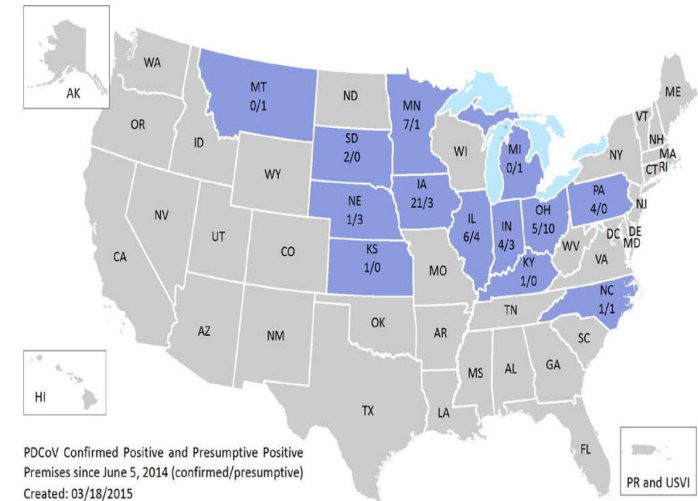 AK
WA
MT
0/1
ND
MN
7/1
ME
OR
ID
SD
2/0
WI
MI
0/1
VT
NH
NY
MA
CT
RI
WY
NE
1/3
IA
21/3
PA
4/0
NJ
NV
UT
CO
KS
1/0
IL
6/4
IN
4/3
OH
5/10
WV
DC
DE
MD
VA
CA
MO
KY
1/0
NC
1/1
AZ
NM
OK
AR
TN
SC
MS
AL
GA
HI
TX
LA
FL
PR and USVI
PDCoV Confirmed Positive and Presumptive Positive
Premises since June 5, 2014 (confirmed/presumptive)
Created: 03/18/2015